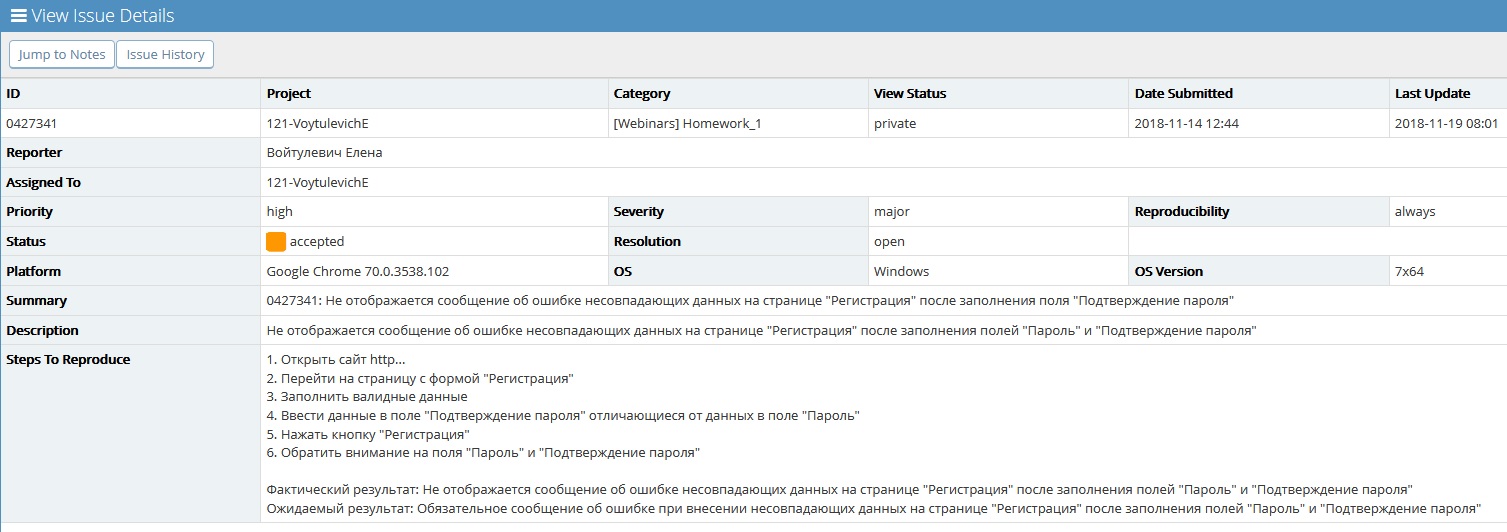 View Issue Details
Jump to Notes Issue History
ID Project Category View Status Date Submitted Last Update
0427341 121-VoytulevichE [Webinars] Homework_1 private 2018-11-14 12:44 2018-11-19 08:01
Reporter Войтулевич Елена
Assigned To 121-VoytulevichE
Priority high Severity major Reproducibility always
Status accepted Resolution open
Platform Google Chrome 70.0.3538.102 OS Windows OS Version 7x64
Summary 0427341: Не отображается сообщение об ошибке несовпадающих данных на странице "Регистрация" после заполнения поля "Подтверждение пароля"
Description Не отображается сообщение об ошибке несовпадающих данных на странице "Регистрация" после заполнения полей "Пароль" и "Подтверждение пароля"
Steps To Reproduce 1. Открыть сайт http...
2. Перейти на страницу с формой "Регистрация"
3. Заполнить валидные данные
4. Ввести данные в поле "Подтверждение пароля" отличающиеся от данных в поле "Пароль"
5. Нажать кнопку "Регистрация"
6. Обратить внимание на поля "Пароль" и "Подтверждение пароля"
Фактический результат: Не отображается сообщение об ошибке несовпадающих данных на странице "Регистрация" после заполнения полей "Пароль" и "Подтверждение пароля"
Ожидаемый результат: Обязательное сообщение об ошибке при внесении несовпадающих данных на странице "Регистрация" после заполнения полей "Пароль" и "Подтверждение пароля"